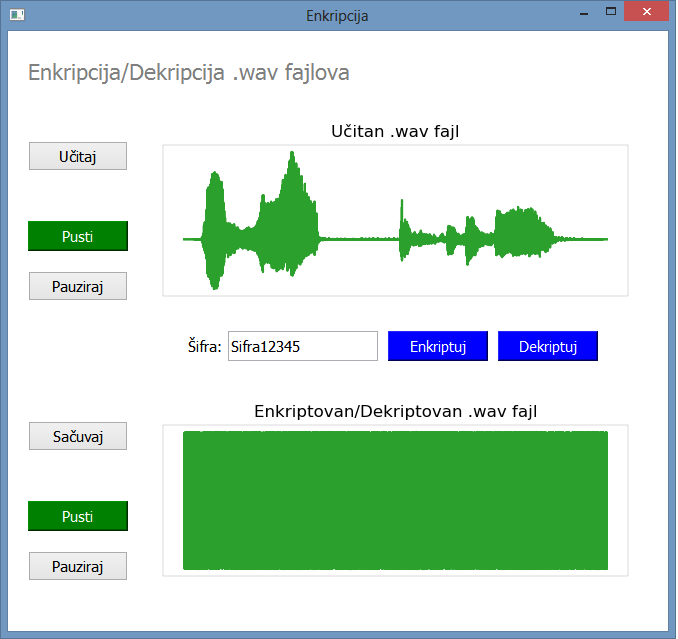 Enkripcija
Enkripcija/Dekripcija .wav fajlova
Učitan .wav fajl
Učitaj
Pusti
Pauziraj
Šifra: Sifra12345 Enkriptuj Dekriptuj
Enkriptovan/Dekriptovan .wav fajl
Sačuvaj
Pusti
Pauziraj